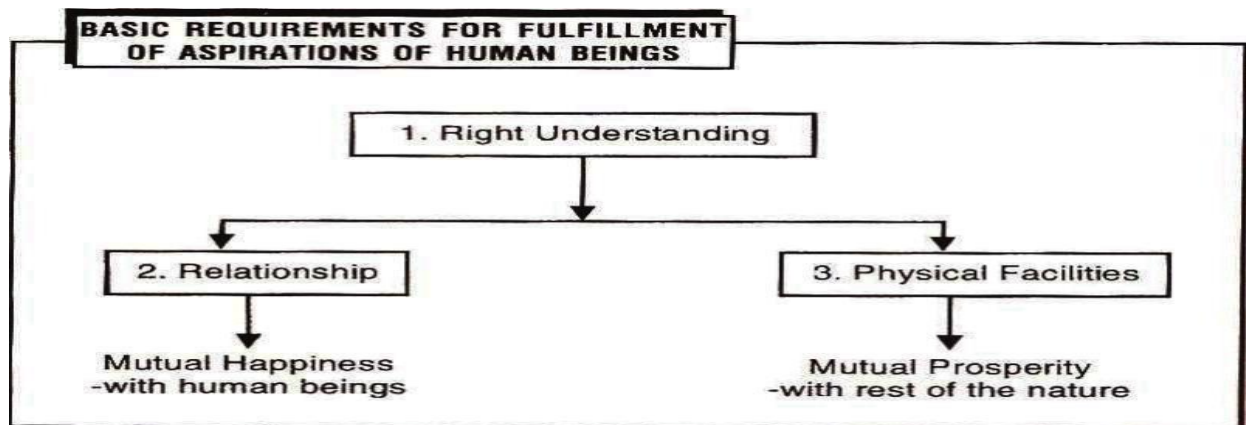 BASIC REQUIREMENTS FOR FULFILLMENT
OF ASPIRATIONS OF HUMAN BEINGS
1. Right Understanding
2. Relationship
3. Physical Facilities
Mutual Happiness
-with human beings
Mutual Prosperity
-with rest of the nature